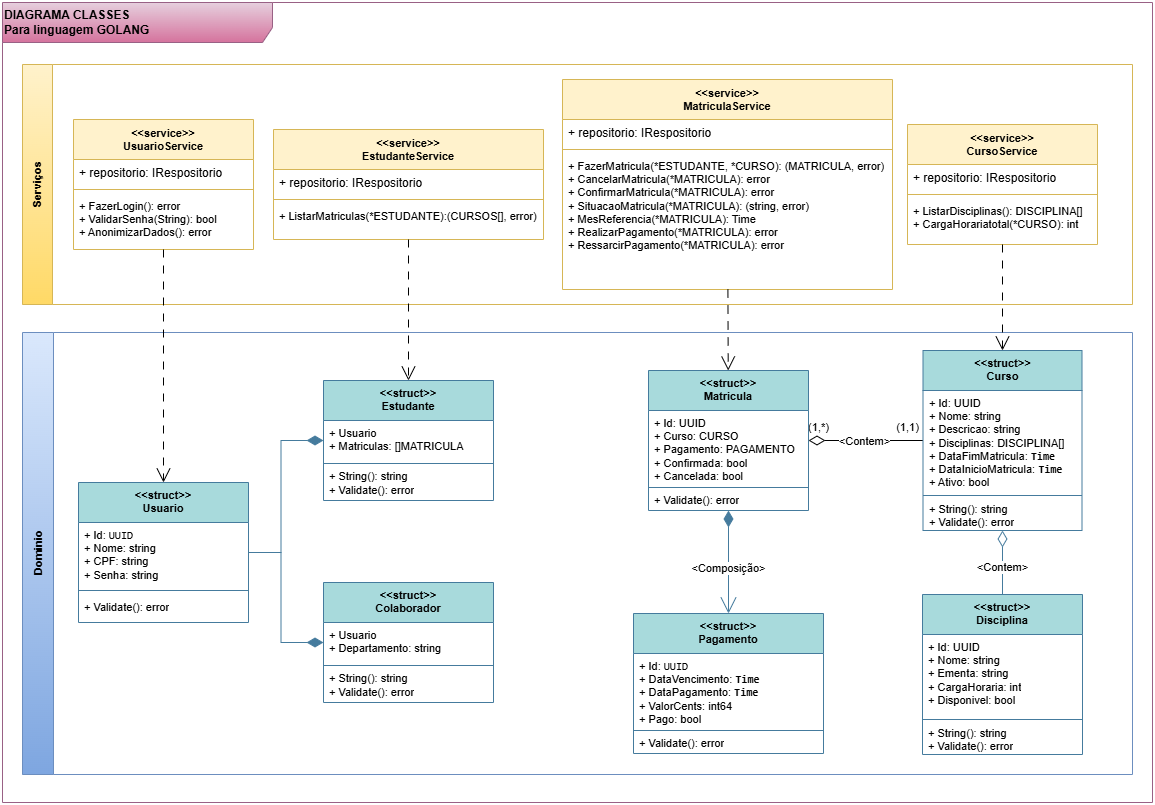 DIAGRAMA CLASSES
Para linguagem GOLANG
Serviços
<<service>>
UsuarioService
+ repositorio: IRespositorio
+ FazerLogin(): error
+ ValidarSenha(String): bool
+ AnonimizarDados(): error
<<service>>
EstudanteService
+ repositorio: IRespositorio
+ ListarMatriculas(*ESTUDANTE):(CURSOS[], error)
<<service>>
MatriculaService
+ repositorio: IRespositorio
+ FazerMatricula(*ESTUDANTE, *CURSO): (MATRICULA, error)
+ CancelarMatricula(*MATRICULA): error
+ ConfirmarMatricula(*MATRICULA): error
+ SituacaoMatricula(*MATRICULA): (string, error)
+ MesReferencia(*MATRICULA): Time
+ RealizarPagamento(*MATRICULA): error
+ RessarcirPagamento(*MATRICULA): error
<<service>>
CursoService
+ repositorio: IRespositorio
+ ListarDisciplinas(): DISCIPLINA[]
+ CargaHorariatotal(*CURSO): int
Dominio
<<struct>>
Usuario
+ Id: UUID
+ Nome: string
+ CPF: string
+ Senha: string
+ Validate(): error
<<struct>>
Estudante
+ Usuario
+ Matriculas: []MATRICULA
+ String(): string
+ Validate(): error
<<struct>>
Colaborador
+ Usuario
+ Departamento: string
+ String(): string
+ Validate(): error
<<struct>>
Matricula
+ Id: UUID
+ Curso: CURSO
+ Pagamento: PAGAMENTO
+ Confirmada: bool
+ Cancelada: bool
+ Validate(): error
(1,*)
<Contem>
(1,1)
<<struct>>
Curso
+ Id: UUID
+ Nome: string
+ Descricao: string
+ Disciplinas: DISCIPLINA[]
+ DataFimMatricula: Time
+ DataInicioMatricula: Time
+ Ativo: bool
+ String(): string
+ Validate(): error
<Composição>
<Contem>
<<struct>>
Pagamento
+ Id: UUID
+ DataVencimento: Time
+ DataPagamento: Time
+ ValorCents: int64
+ Pago: bool
+ Validate(): error
<<struct>>
Disciplina
+ Id: UUID
+ Nome: string
+ Ementa: string
+ CargaHoraria: int
+ Disponivel: bool
+ String(): string
+ Validate(): error